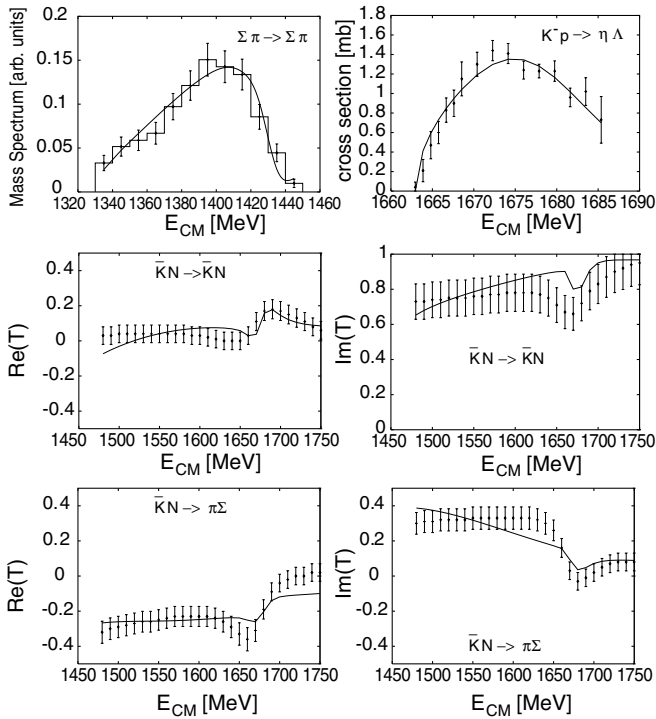 Mass Spectrum [arb. units]
0.2
0.15
0.1
0.05
0
Σ π −> Σ π
1320 1340 1360 1380 1400 1420 1440 1460
E_CM [MeV]
cross section [mb]
1.8
1.6
1.4
1.2
1
0.8
0.6
0.4
0.2
0
K⁻p −> η Λ
1660 1665 1670 1675 1680 1685 1690
E_CM [MeV]
Re(T)
0.4
0.2
0
-0.2
-0.4
K̄N −> K̄N
1450 1500 1550 1600 1650 1700 1750
E_CM [MeV]
Im(T)
1
0.8
0.6
0.4
0.2
0
K̄N −> K̄N
1450 1500 1550 1600 1650 1700 1750
E_CM [MeV]
Re(T)
0.4
0.2
0
-0.2
-0.4
K̄N −> πΣ
1450 1500 1550 1600 1650 1700 1750
E_CM [MeV]
Im(T)
0.4
0.2
0
-0.2
-0.4
K̄N −> πΣ
1450 1500 1550 1600 1650 1700 1750
E_CM [MeV]